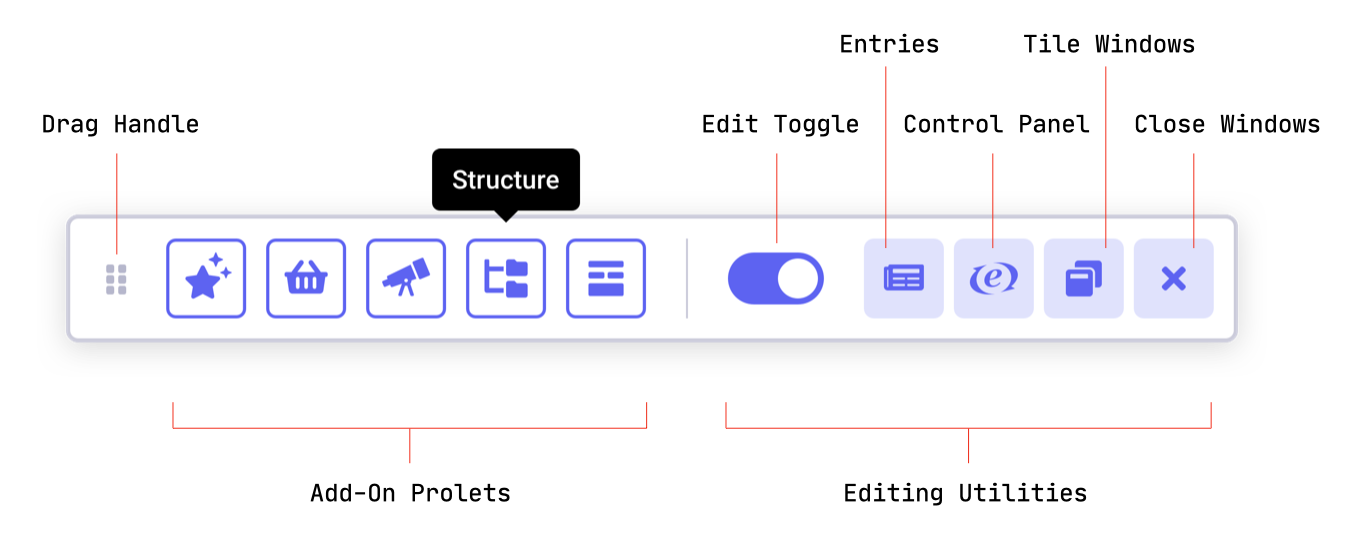 Entries
Tile Windows
Drag Handle
Edit Toggle
Control Panel
Close Windows
Structure
e
Add-On Prolets
Editing Utilities